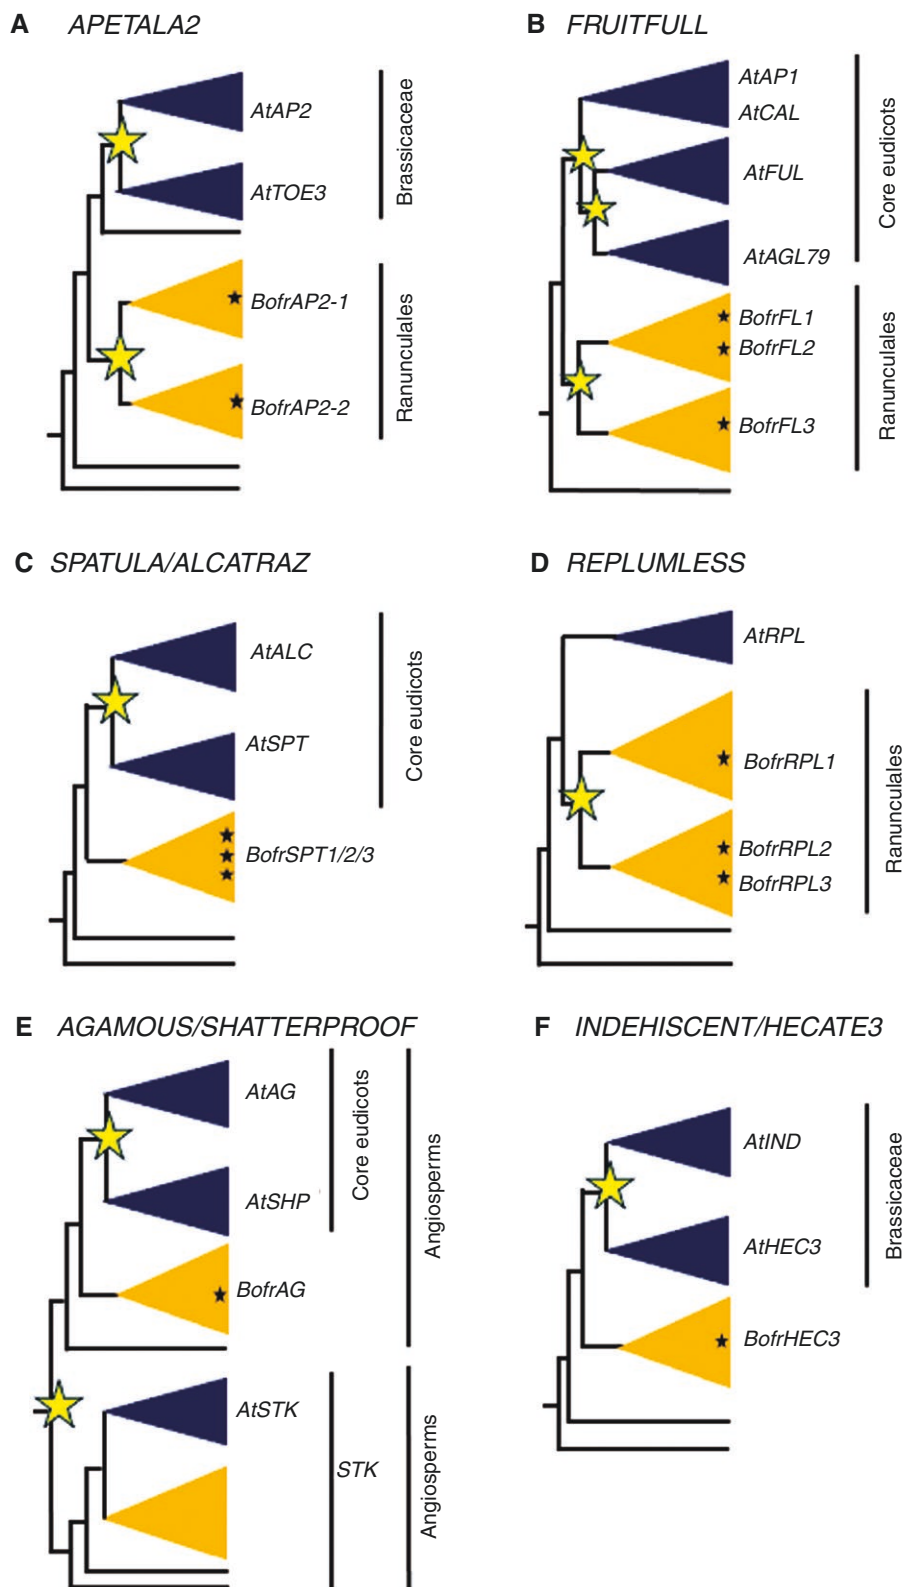 A APETALA2
AtAP2
AtTOE3
Brassicaceae
BofrAP2-1
BofrAP2-2
Ranunculales
B FRUITFULL
AtAP1
AtCAL
AtFUL
AtAGL79
Core eudicots
BofrFL1
BofrFL2
BofrFL3
Ranunculales
C SPATULA/ALCATRAZ
AtALC
AtSPT
Core eudicots
BofrSPT1/2/3
D REPLUMLESS
AtRPL
BofrRPL1
BofrRPL2
BofrRPL3
Ranunculales
E AGAMOUS/SHATTERPROOF
AtAG
AtSHP
Core eudicots
BofrAG
Angiosperms
AtSTK
STK
Angiosperms
F INDEHISCENT/HECATE3
AtIND
AtHEC3
Brassicaceae
BofrHEC3